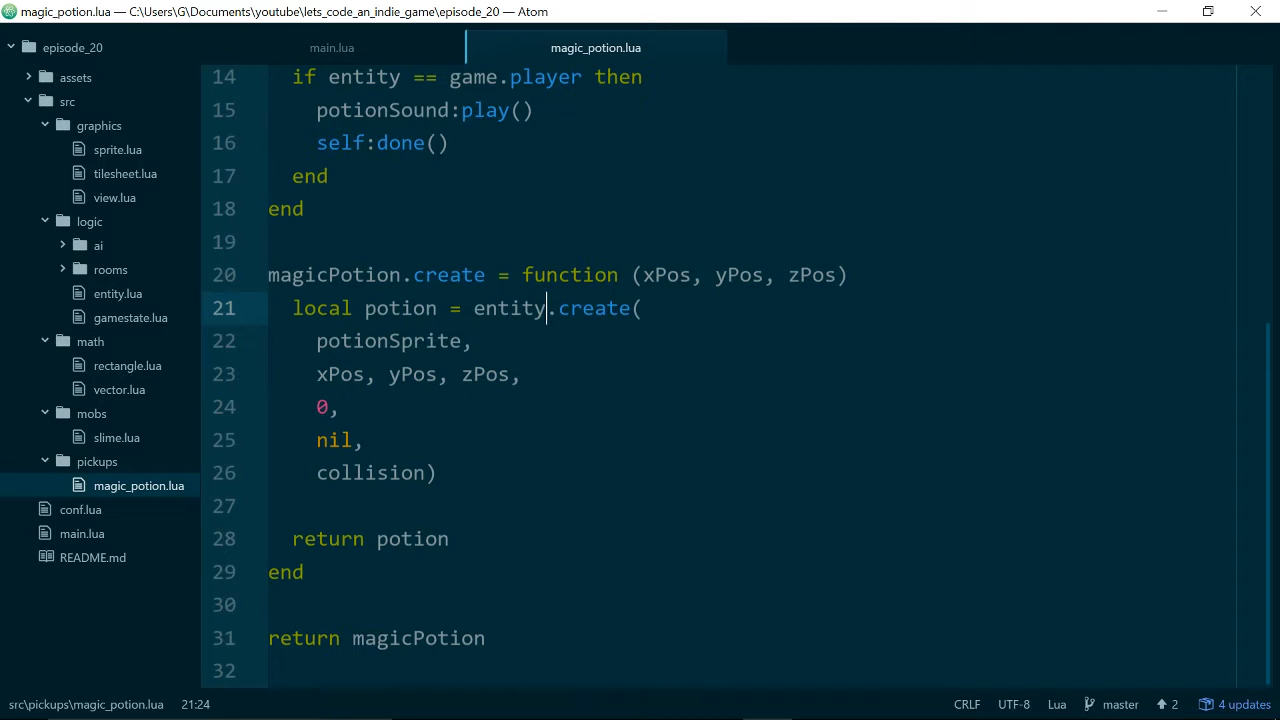 magic_potion.lua — C:\Users\G\Documents\youtube\lets_code_an_indie_game\episode_20 — Atom
episode_20
assets
src
graphics
sprite.lua
tilesheet.lua
view.lua
logic
ai
rooms
entity.lua
gamestate.lua
math
rectangle.lua
vector.lua
mobs
slime.lua
pickups
magic_potion.lua
conf.lua
main.lua
README.md
main.lua
magic_potion.lua
14 if entity == game.player then
15 potionSound:play()
16 self:done()
17 end
18 end
19
20 magicPotion.create = function (xPos, yPos, zPos)
21 local potion = entity.create(
22 potionSprite,
23 xPos, yPos, zPos,
24 0,
25 nil,
26 collision)
27
28 return potion
29 end
30
31 return magicPotion
32
src\pickups\magic_potion.lua 21:24 CRLF UTF-8 Lua master 2 4 updates